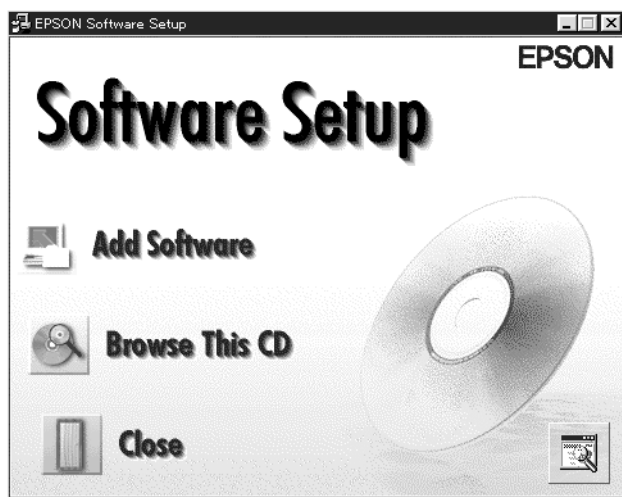 EPSON Software Setup
EPSON
Software Setup
Add Software
Browse This CD
Close